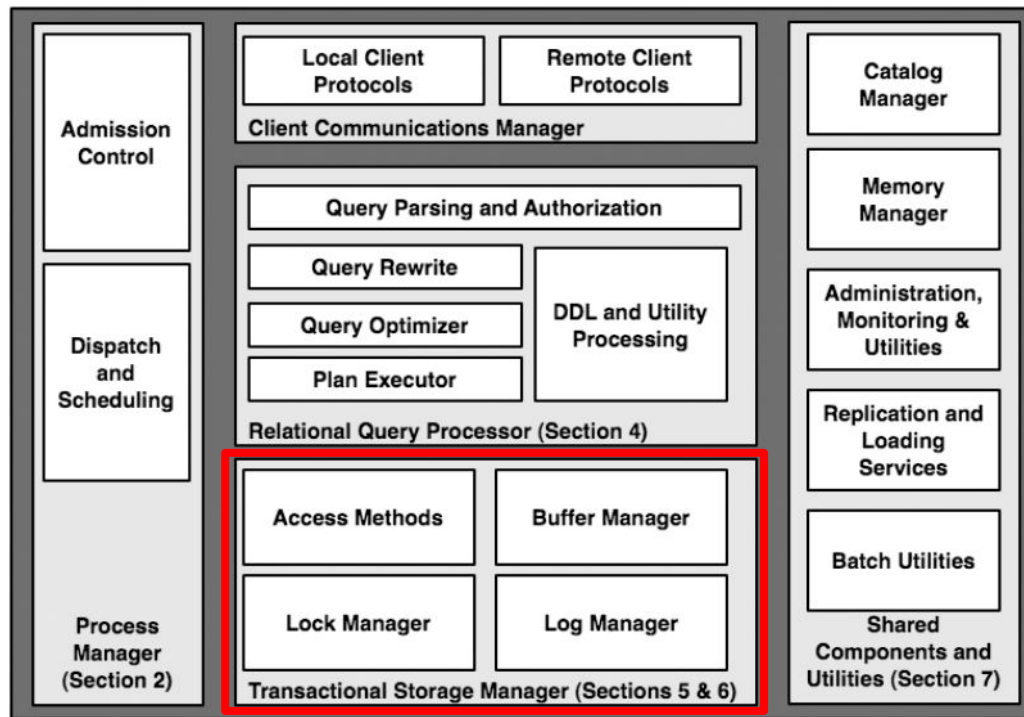 Admission
Control
Dispatch
and
Scheduling
Process
Manager
(Section 2)
Local Client
Protocols
Remote Client
Protocols
Client Communications Manager
Query Parsing and Authorization
Query Rewrite
Query Optimizer
Plan Executor
DDL and Utility
Processing
Relational Query Processor (Section 4)
Access Methods
Buffer Manager
Lock Manager
Log Manager
Transactional Storage Manager (Sections 5 & 6)
Catalog
Manager
Memory
Manager
Administration,
Monitoring &
Utilities
Replication and
Loading
Services
Batch Utilities
Shared
Components and
Utilities (Section 7)